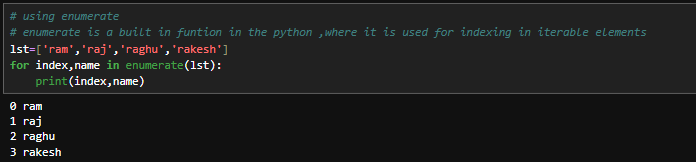 # using enumerate
# enumerate is a built in funtion in the python ,where it is used for indexing in iterable elements
lst=['ram','raj','raghu','rakesh']
for index,name in enumerate(lst):
    print(index,name)
0 ram
1 raj
2 raghu
3 rakesh